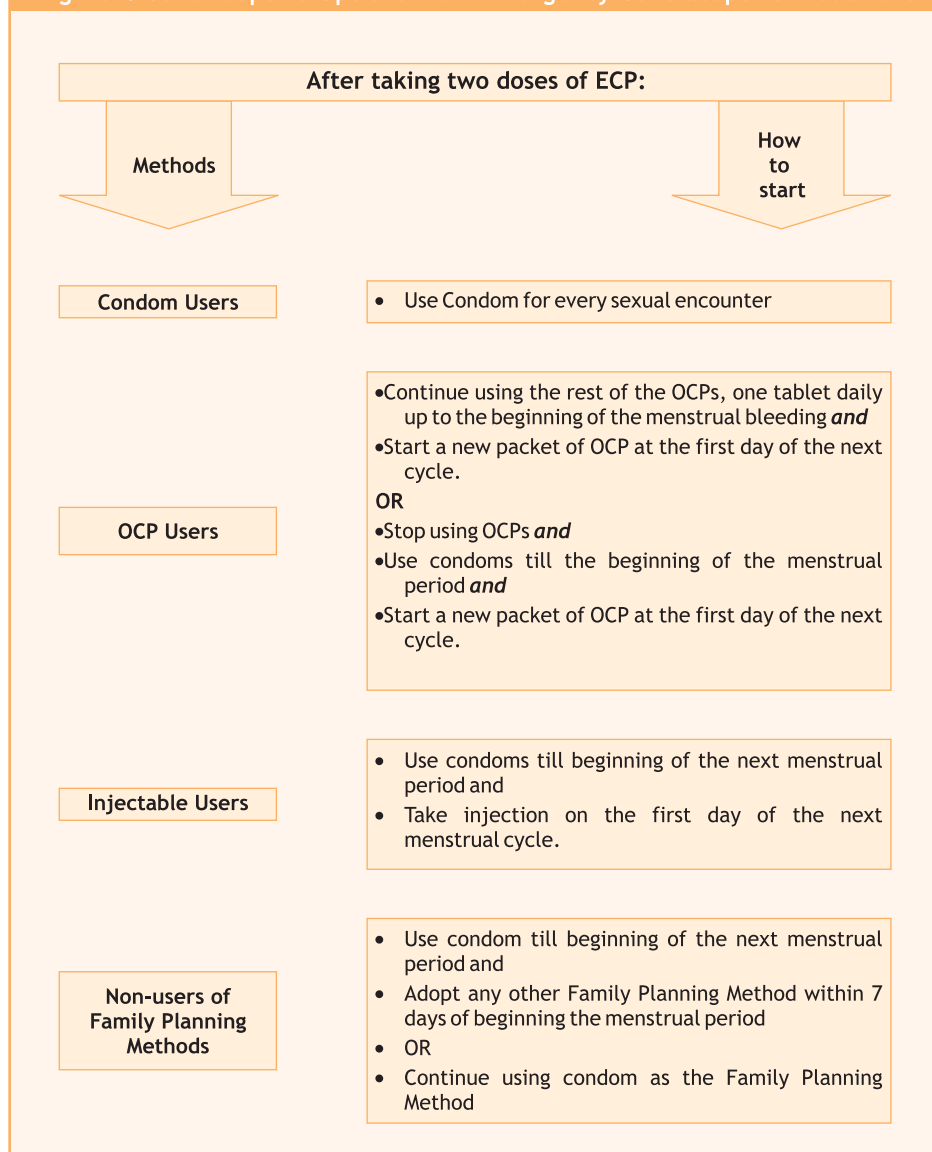 After taking two doses of ECP:
Methods
How
to
start
Condom Users
• Use Condom for every sexual encounter
OCP Users
•Continue using the rest of the OCPs, one tablet daily
up to the beginning of the menstrual bleeding and
•Start a new packet of OCP at the first day of the next
cycle.
OR
•Stop using OCPs and
•Use condoms till the beginning of the menstrual
period and
•Start a new packet of OCP at the first day of the next
cycle.
Injectable Users
• Use condoms till beginning of the next menstrual
period and
• Take injection on the first day of the next
menstrual cycle.
Non-users of
Family Planning
Methods
• Use condom till beginning of the next menstrual
period and
• Adopt any other Family Planning Method within 7
days of beginning the menstrual period
• OR
• Continue using condom as the Family Planning
Method